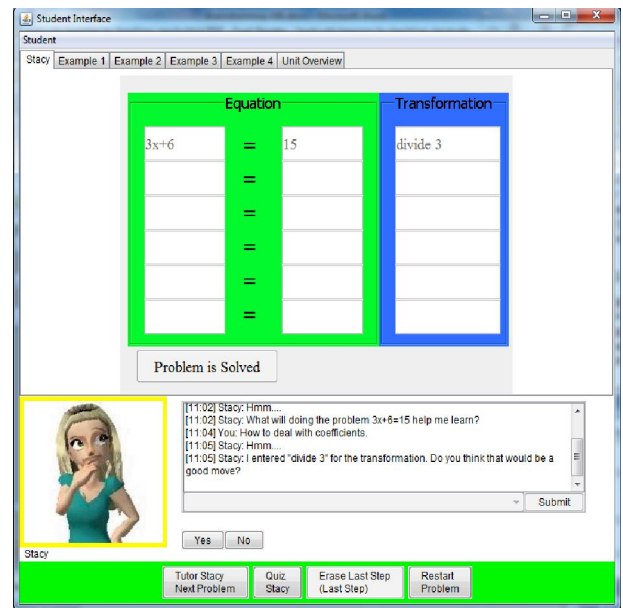 Student Interface
Student
Stacy Example 1 Example 2 Example 3 Example 4 Unit Overview
Equation Transformation
3x+6 = 15 divide 3
=
=
=
=
=
Problem is Solved
[11:02] Stacy: Hmm....
[11:02] Stacy: What will doing the problem 3x+6=15 help me learn?
[11:04] You: How to deal with coefficients.
[11:05] Stacy: Hmm....
[11:05] Stacy: I entered "divide 3" for the transformation. Do you think that would be a
good move?
Submit
Yes No
Stacy
Tutor Stacy Quiz Erase Last Step Restart
Next Problem Stacy (Last Step) Problem